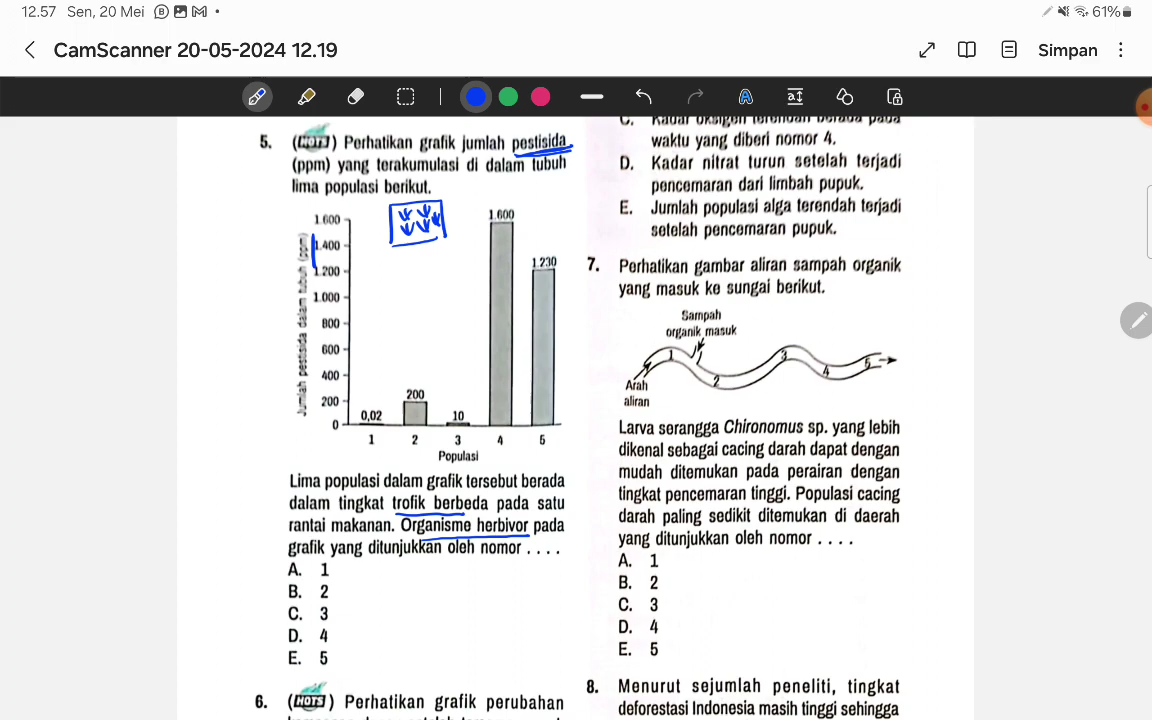 12.57 Sen, 20 Mei
61%
CamScanner 20-05-2024 12.19
Simpan
5. (HOTS) Perhatikan grafik jumlah pestisida
(ppm) yang terakumulasi di dalam tubuh
lima populasi berikut.
Jumlah pestisida dalam tubuh (ppm)
1.600
1.400
1.200
1.000
800
600
400
200
0
0,02
200
10
1.600
1.230
1 2 3 4 5
Populasi
Lima populasi dalam grafik tersebut berada
dalam tingkat trofik berbeda pada satu
rantai makanan. Organisme herbivor pada
grafik yang ditunjukkan oleh nomor . . . .
A. 1
B. 2
C. 3
D. 4
E. 5
6. (HOTS) Perhatikan grafik perubahan
C. Kadar oksigen terendah berada pada
waktu yang diberi nomor 4.
D. Kadar nitrat turun setelah terjadi
pencemaran dari limbah pupuk.
E. Jumlah populasi alga terendah terjadi
setelah pencemaran pupuk.
7. Perhatikan gambar aliran sampah organik
yang masuk ke sungai berikut.
Sampah
organik masuk
1
2
3
4
5
Arah
aliran
Larva serangga Chironomus sp. yang lebih
dikenal sebagai cacing darah dapat dengan
mudah ditemukan pada perairan dengan
tingkat pencemaran tinggi. Populasi cacing
darah paling sedikit ditemukan di daerah
yang ditunjukkan oleh nomor . . . .
A. 1
B. 2
C. 3
D. 4
E. 5
8. Menurut sejumlah peneliti, tingkat
deforestasi Indonesia masih tinggi sehingga